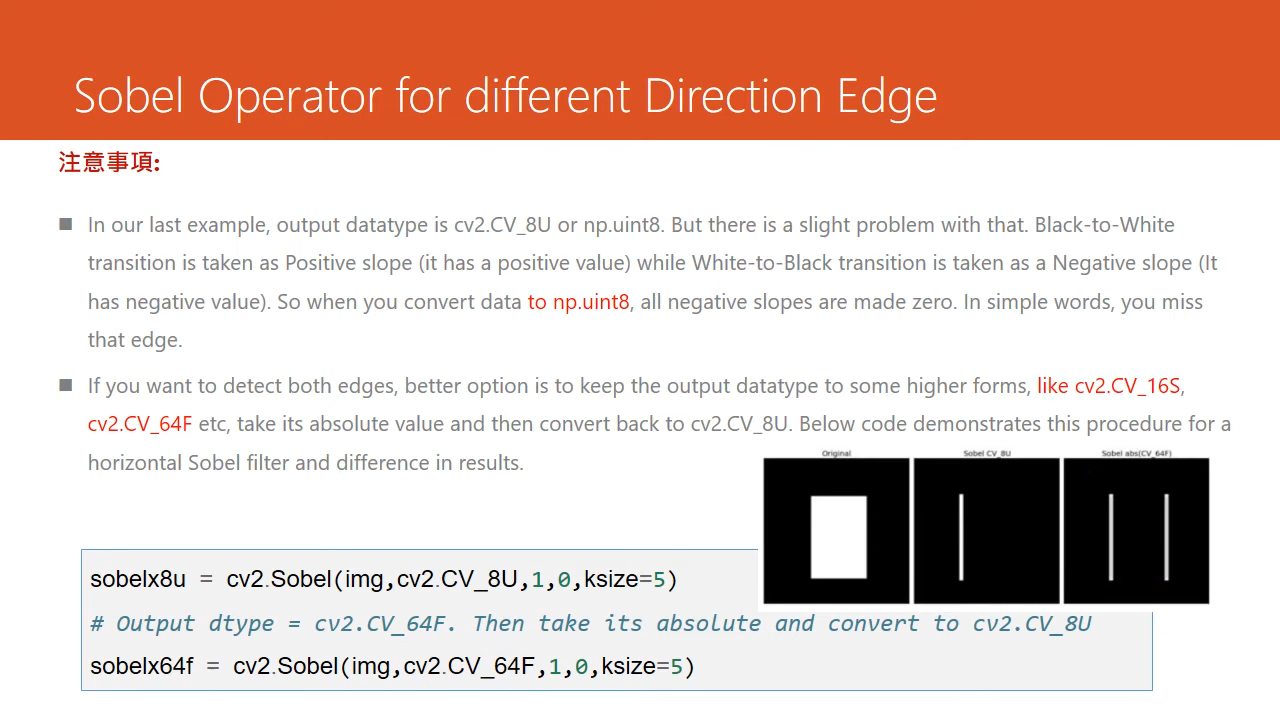 Sobel Operator for different Direction Edge
注意事項:
In our last example, output datatype is cv2.CV_8U or np.uint8. But there is a slight problem with that. Black-to-White
transition is taken as Positive slope (it has a positive value) while White-to-Black transition is taken as a Negative slope (It
has negative value). So when you convert data to np.uint8, all negative slopes are made zero. In simple words, you miss
that edge.
If you want to detect both edges, better option is to keep the output datatype to some higher forms, like cv2.CV_16S,
cv2.CV_64F etc, take its absolute value and then convert back to cv2.CV_8U. Below code demonstrates this procedure for a
horizontal Sobel filter and difference in results.
Original
Sobel CV_8U
Sobel abs(CV_64F)
sobelx8u = cv2.Sobel(img,cv2.CV_8U,1,0,ksize=5)
# Output dtype = cv2.CV_64F. Then take its absolute and convert to cv2.CV_8U
sobelx64f = cv2.Sobel(img,cv2.CV_64F,1,0,ksize=5)